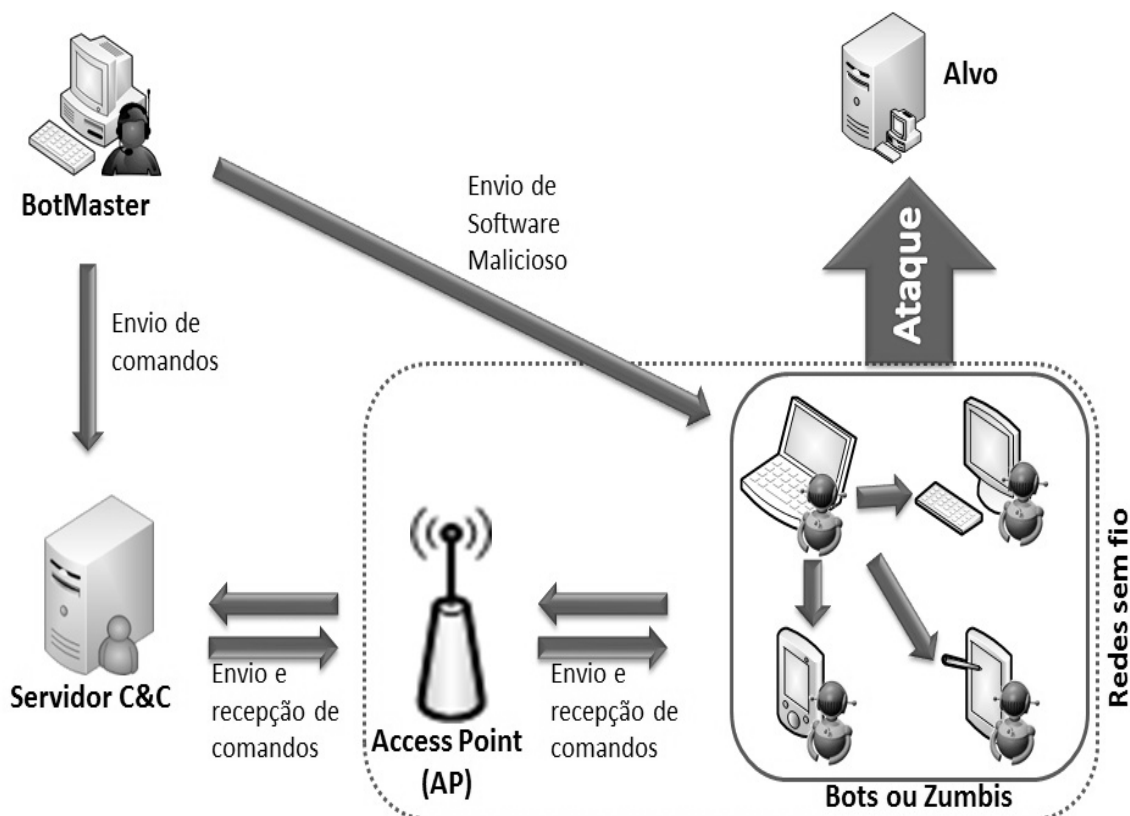 BotMaster
Envio de
Software
Malicioso
Alvo
Ataque
Envio de
comandos
Servidor C&C
Envio e
recepção de
comandos
Access Point
(AP)
Envio e
recepção de
comandos
Bots ou Zumbis
Redes sem fio